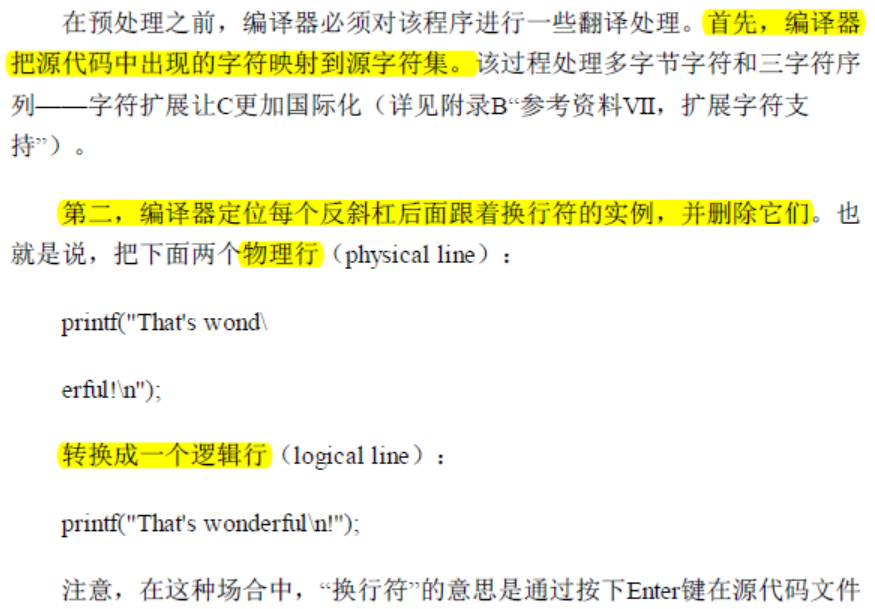 在预处理之前，编译器必须对该程序进行一些翻译处理。首先，编译器
把源代码中出现的字符映射到源字符集。该过程处理多字节字符和三字符序
列——字符扩展让C更加国际化（详见附录B“参考资料VII，扩展字符支
持”）。
第二，编译器定位每个反斜杠后面跟着换行符的实例，并删除它们。也
就是说，把下面两个物理行（physical line）：
printf("That's wond\
erful!\n");
转换成一个逻辑行（logical line）：
printf("That's wonderful\n!");
注意，在这种场合中，“换行符”的意思是通过按下Enter键在源代码文件